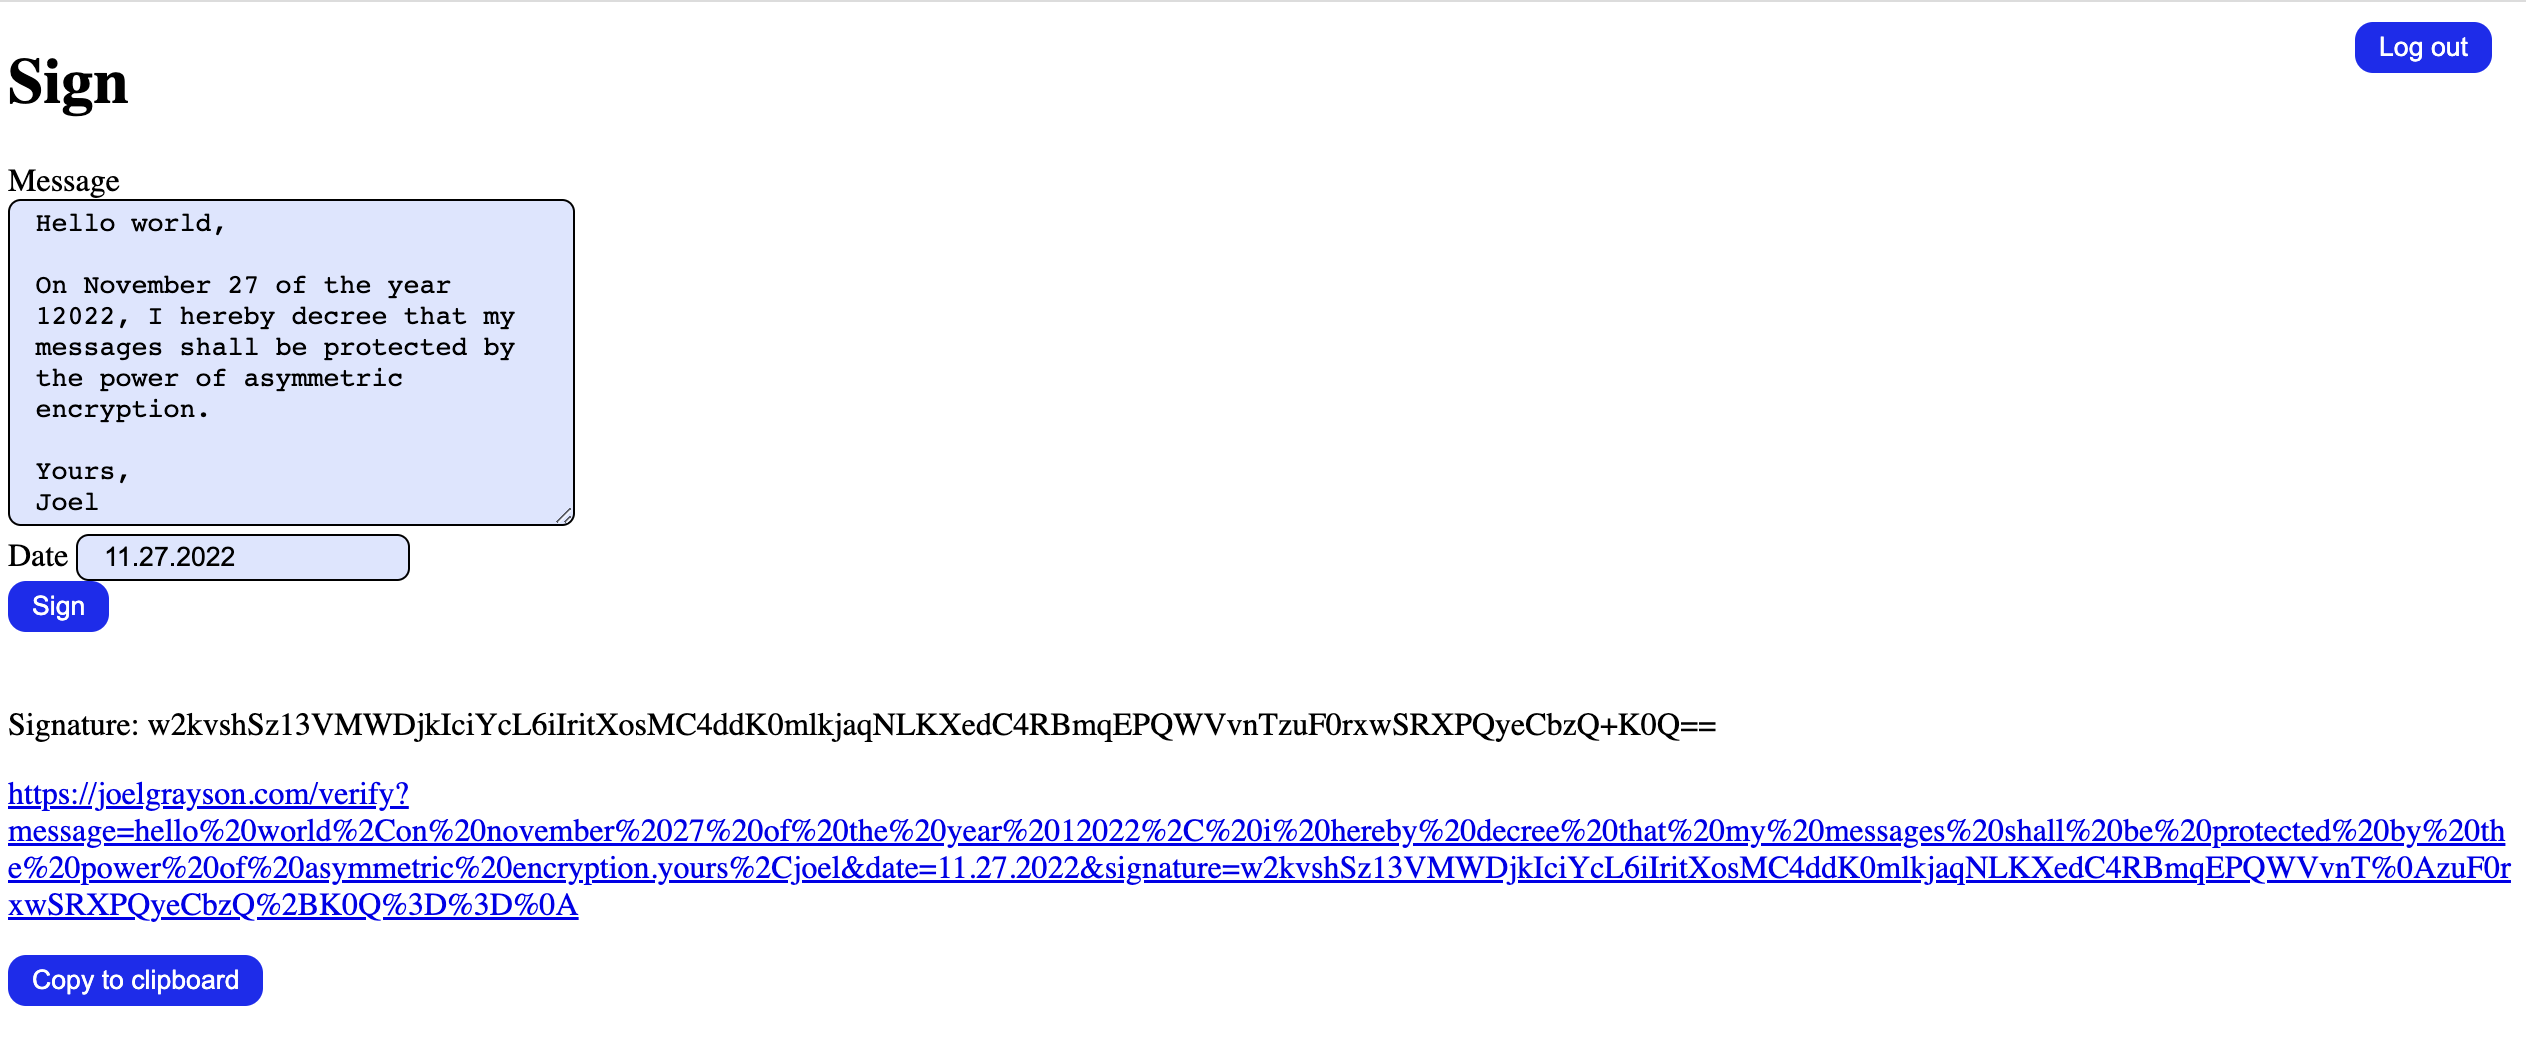 Log out
Sign
Message
Hello world,
On November 27 of the year
12022, I hereby decree that my
messages shall be protected by
the power of asymmetric
encryption.
Yours,
Joel
Date 11.27.2022
Sign
Signature: w2kvshSz13VMWDjkIciYcL6iIritXosMC4ddK0mlkjaqNLKXedC4RBmqEPQWVvnTzuF0rxwSRXPQyeCbzQ+K0Q==
https://joelgrayson.com/verify?
message=hello%20world%2Con%20november%2027%20of%20the%20year%2012022%2C%20i%20hereby%20decree%20that%20my%20messages%20shall%20be%20protected%20by%20th
e%20power%20of%20asymmetric%20encryption.yours%2Cjoel&date=11.27.2022&signature=w2kvshSz13VMWDjkIciYcL6iIritXosMC4ddK0mlkjaqNLKXedC4RBmqEPQWVvnT%0AzuF0r
xwSRXPQyeCbzQ%2BK0Q%3D%3D%0A
Copy to clipboard